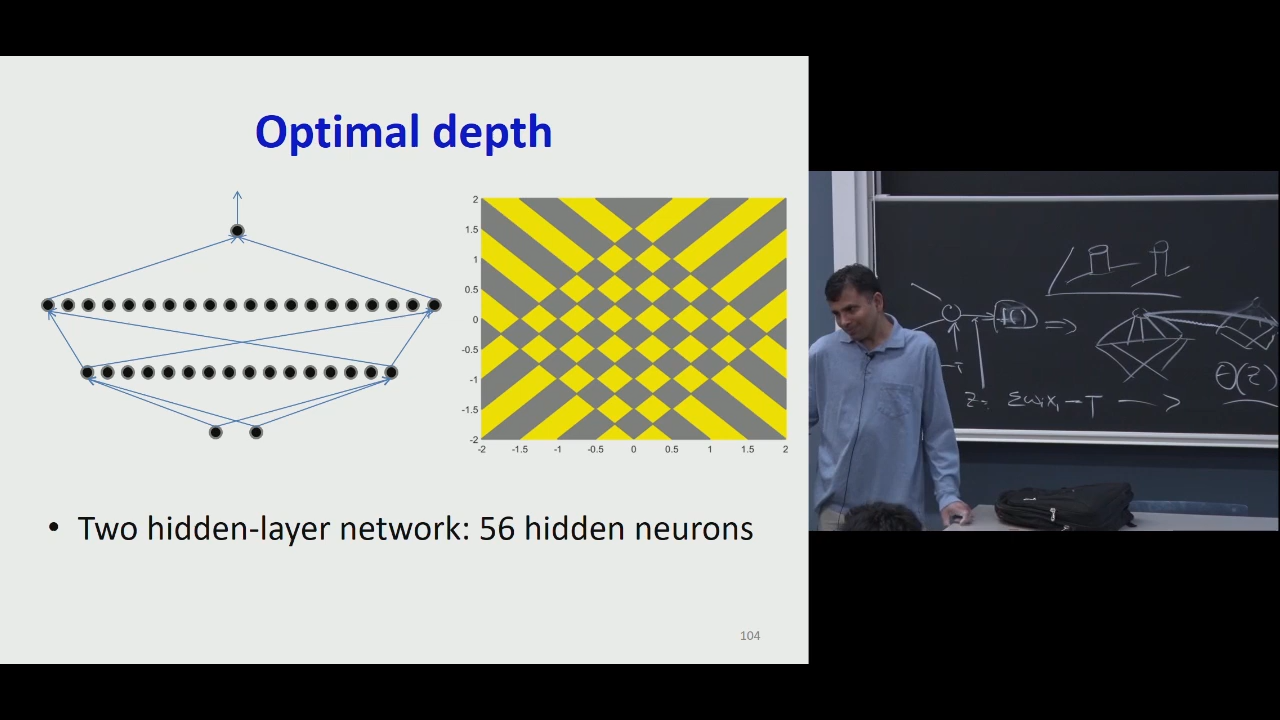 Optimal depth
2
1.5
1
0.5
0
-0.5
-1
-1.5
-2
-2 -1.5 -1 -0.5 0 0.5 1 1.5 2
• Two hidden-layer network: 56 hidden neurons
104
f()
⇒
-T
Z = Σwᵢxᵢ - T →
Θ(z)